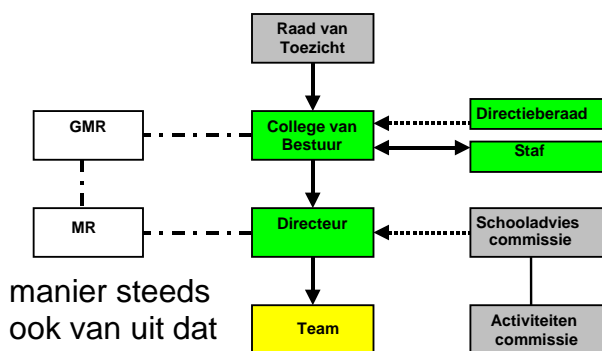 Raad van
Toezicht
GMR
College van
Bestuur
Directieberaad
Staf
MR
Directeur
Schooladvies
commissie
manier steeds
ook van uit dat
Team
Activiteiten
commissie